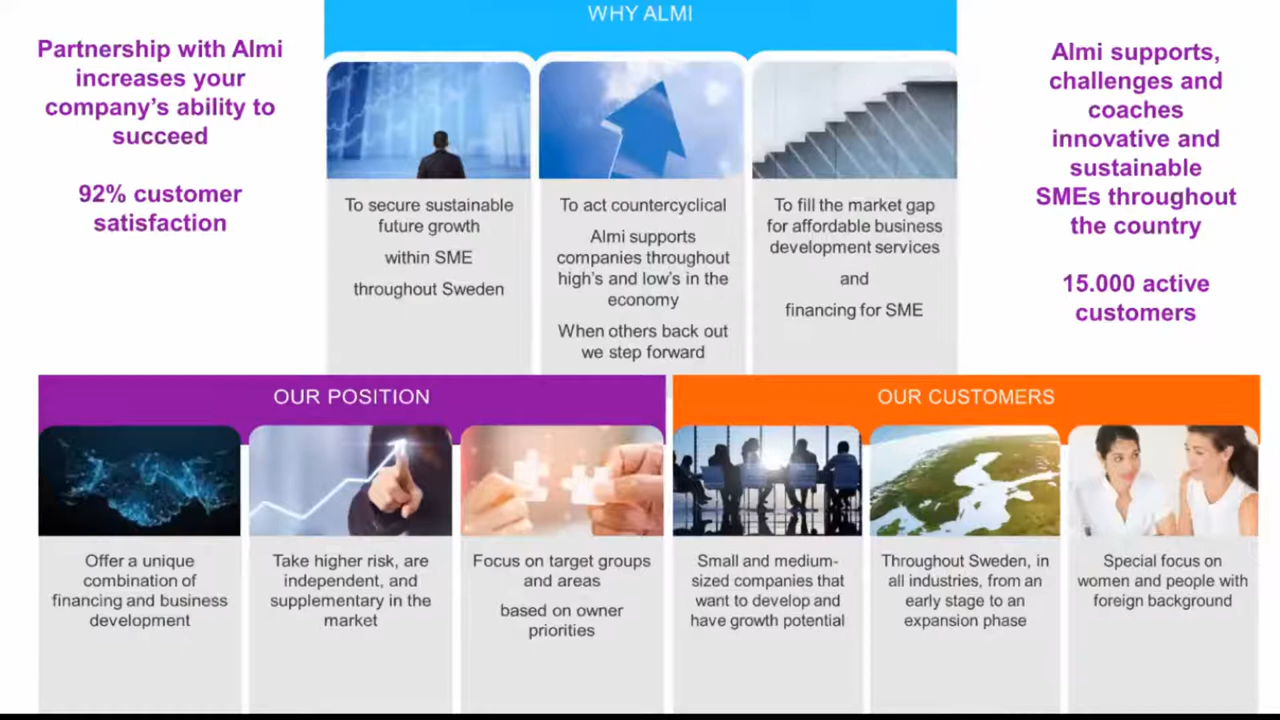 WHY ALMI
Partnership with Almi
increases your
company's ability to
succeed
92% customer
satisfaction
To secure sustainable
future growth
within SME
throughout Sweden
To act countercyclical
Almi supports
companies throughout
high's and low's in the
economy
When others back out
we step forward
To fill the market gap
for affordable business
development services
and
financing for SME
Almi supports,
challenges and
coaches
innovative and
sustainable
SMEs throughout
the country
15.000 active
customers
OUR POSITION
Offer a unique
combination of
financing and business
development
Take higher risk, are
independent, and
supplementary in the
market
Focus on target groups
and areas
based on owner
priorities
OUR CUSTOMERS
Small and medium-
sized companies that
want to develop and
have growth potential
Throughout Sweden, in
all industries, from an
early stage to an
expansion phase
Special focus on
women and people with
foreign background